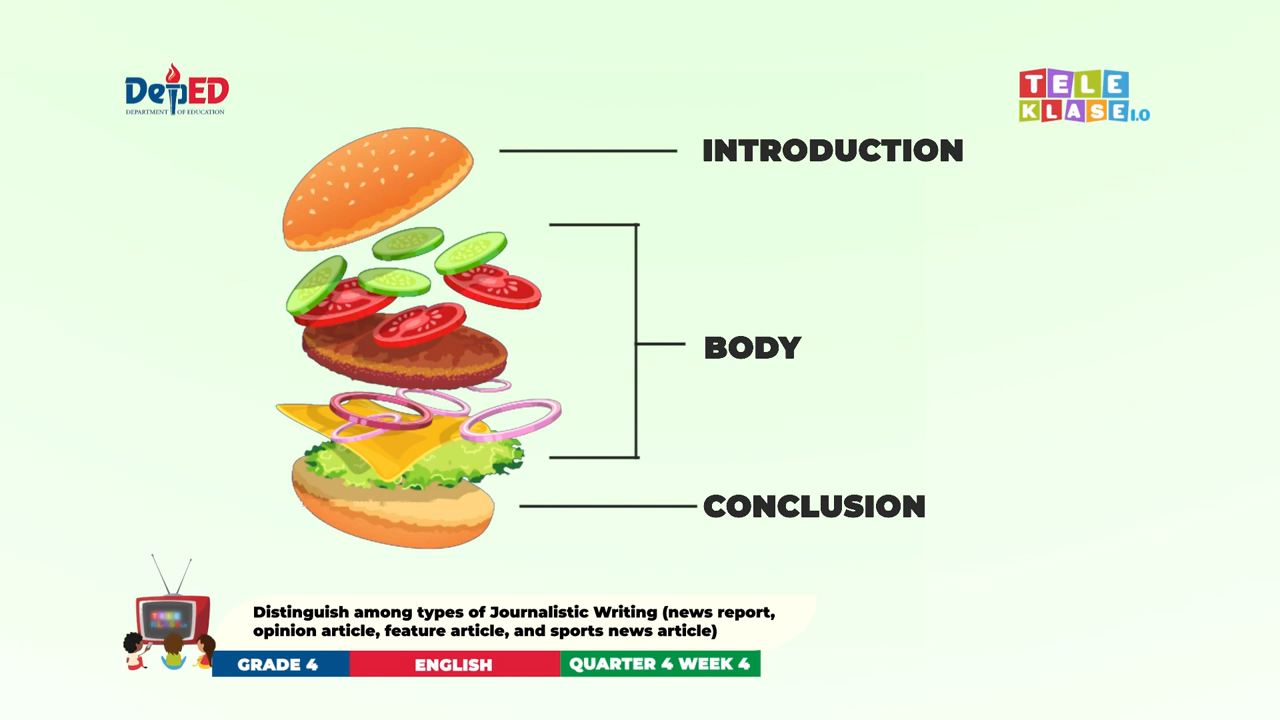 DepED
DEPARTMENT OF EDUCATION
TELE
KLASE 1.0
INTRODUCTION
BODY
CONCLUSION
Distinguish among types of Journalistic Writing (news report,
opinion article, feature article, and sports news article)
GRADE 4
ENGLISH
QUARTER 4 WEEK 4